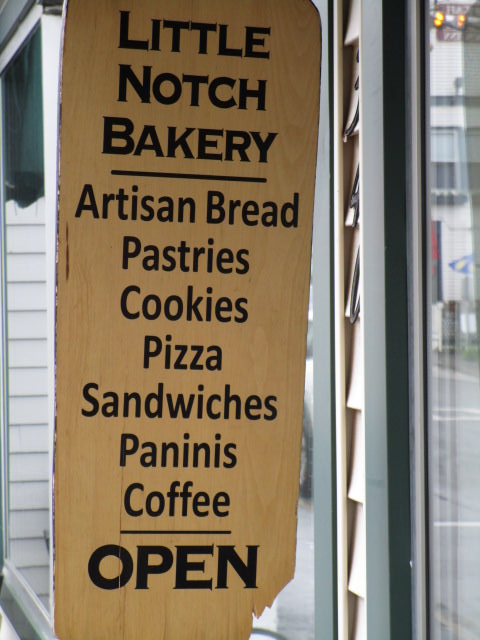 LITTLE
NOTCH
BAKERY
Artisan Bread
Pastries
Cookies
Pizza
Sandwiches
Paninis
Coffee
OPEN